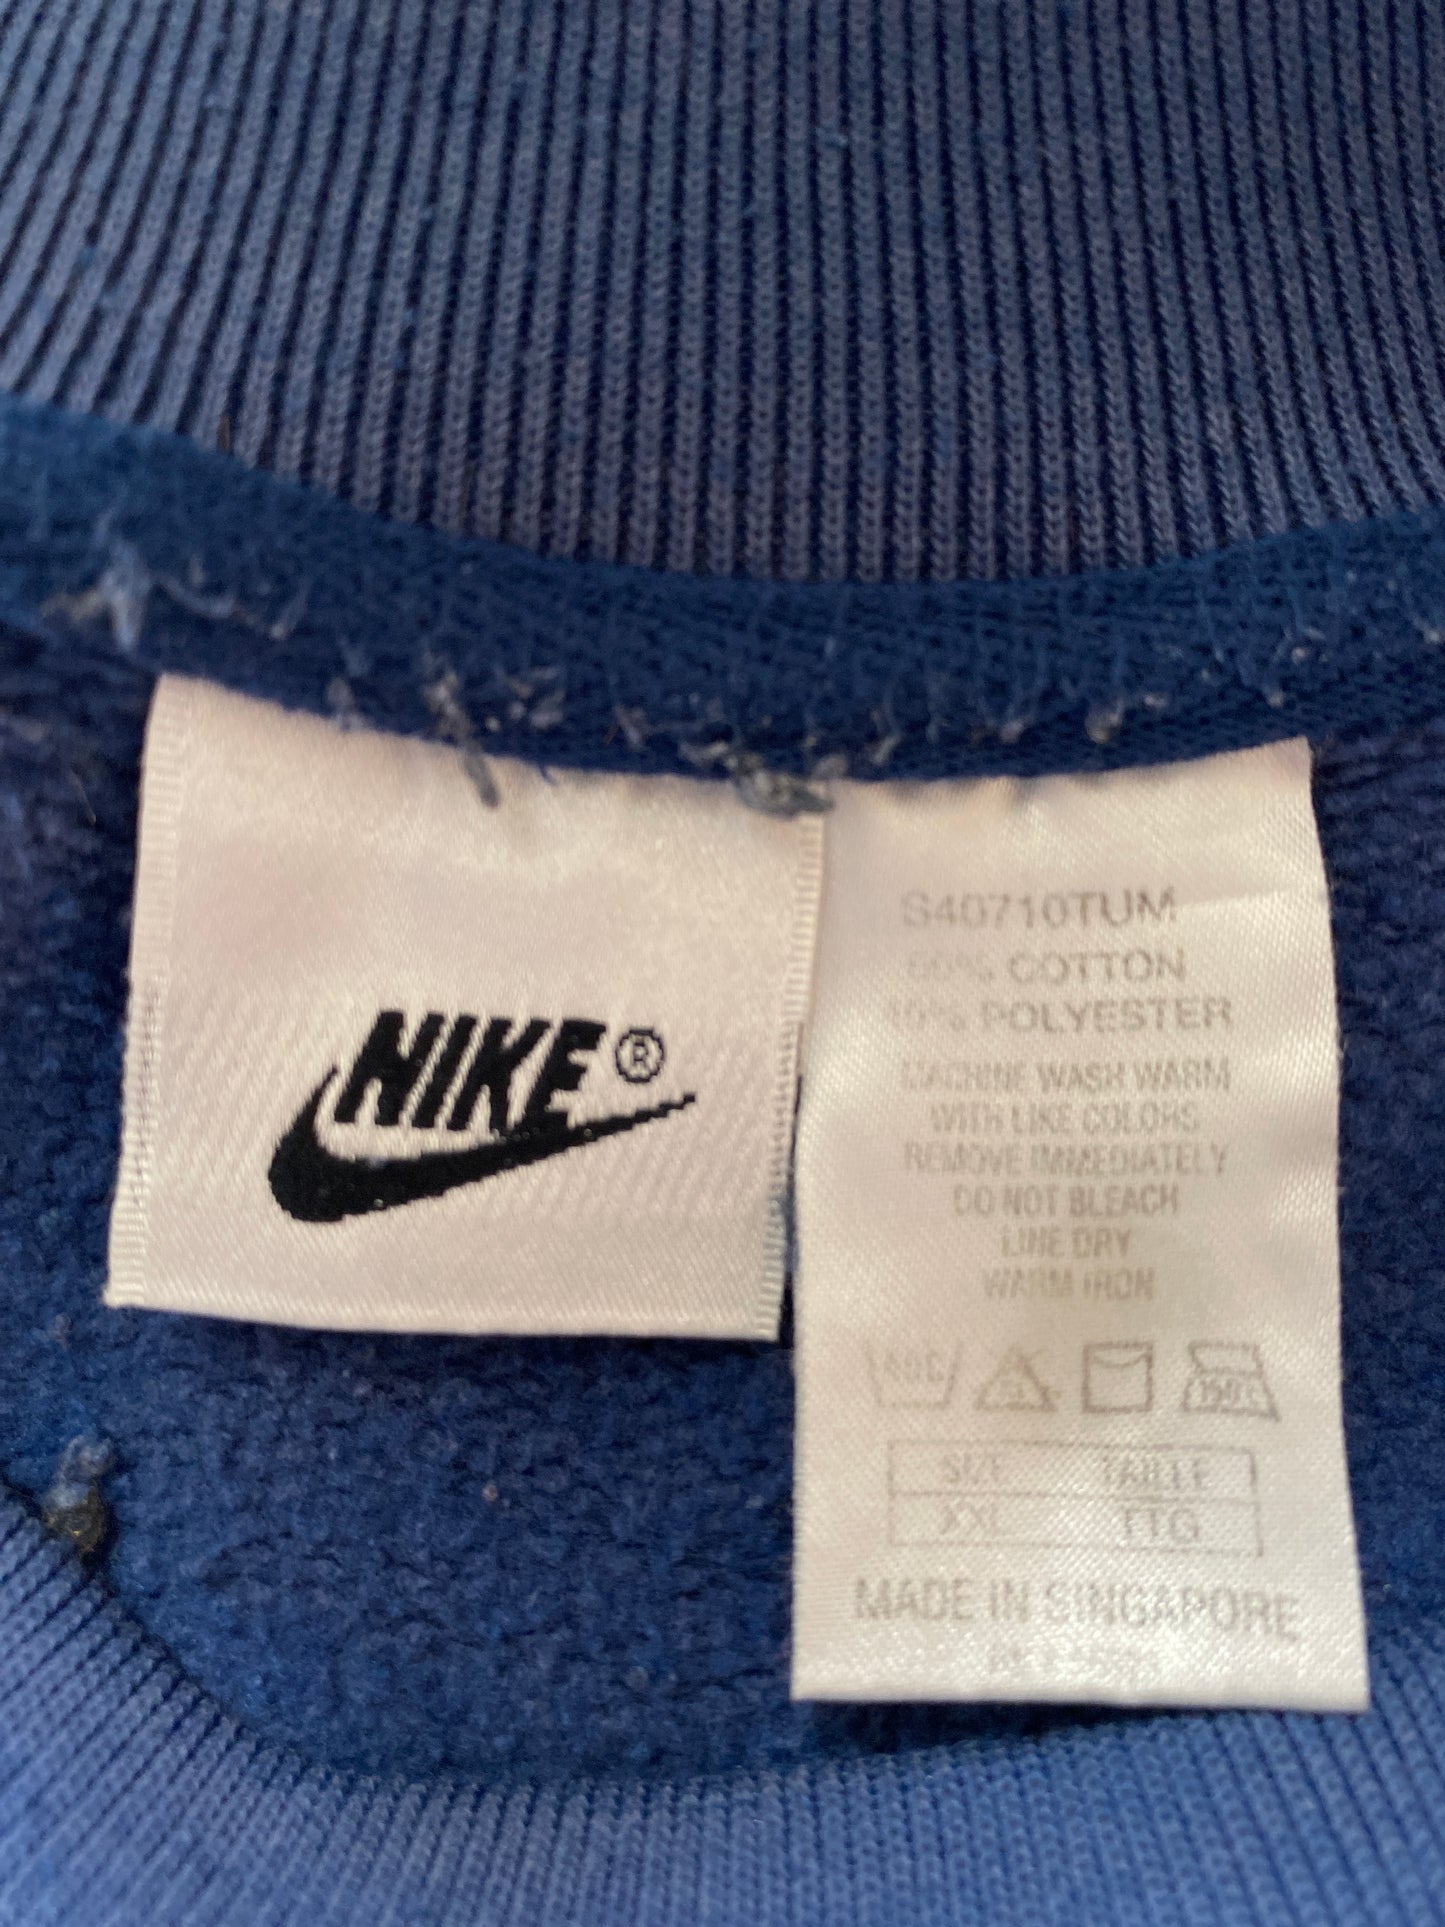 NIKE®
S40710TUM
COTTON
POLYESTER
MACHINE WASH WARM
WITH LIKE COLORS
REMOVE IMMEDIATELY
DO NOT BLEACH
LINE DRY
WARM IRON
SIZE TAILLE
XXL TTG
MADE IN SINGAPORE